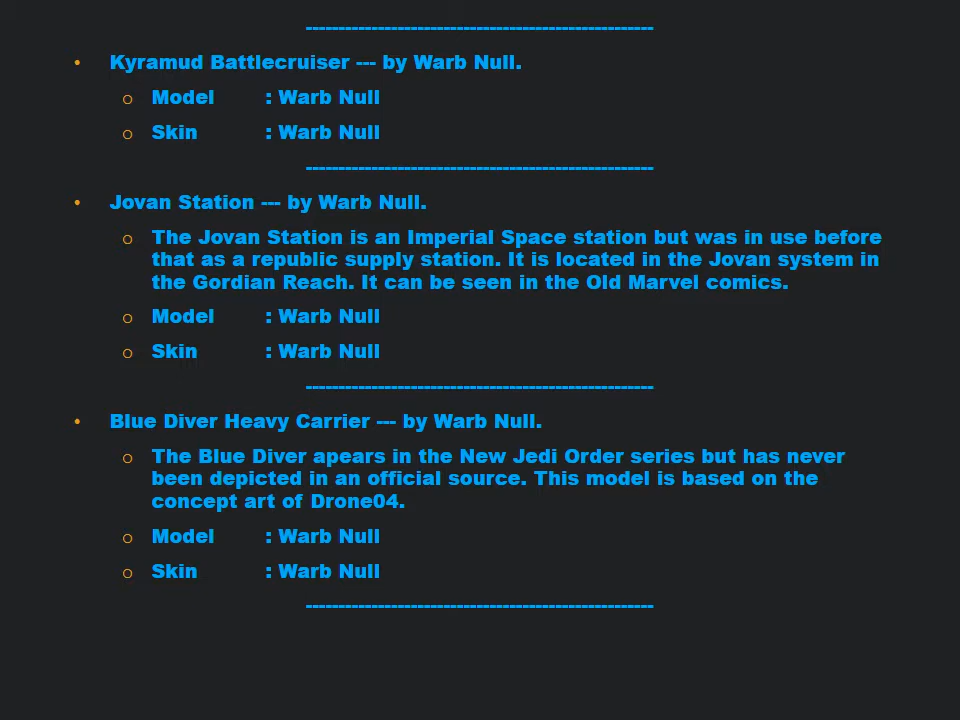 -----------------------------------------------------
• Kyramud Battlecruiser --- by Warb Null.
o Model : Warb Null
o Skin : Warb Null
-----------------------------------------------------
• Jovan Station --- by Warb Null.
o The Jovan Station is an Imperial Space station but was in use before
that as a republic supply station. It is located in the Jovan system in
the Gordian Reach. It can be seen in the Old Marvel comics.
o Model : Warb Null
o Skin : Warb Null
-----------------------------------------------------
• Blue Diver Heavy Carrier --- by Warb Null.
o The Blue Diver apears in the New Jedi Order series but has never
been depicted in an official source. This model is based on the
concept art of Drone04.
o Model : Warb Null
o Skin : Warb Null
-----------------------------------------------------